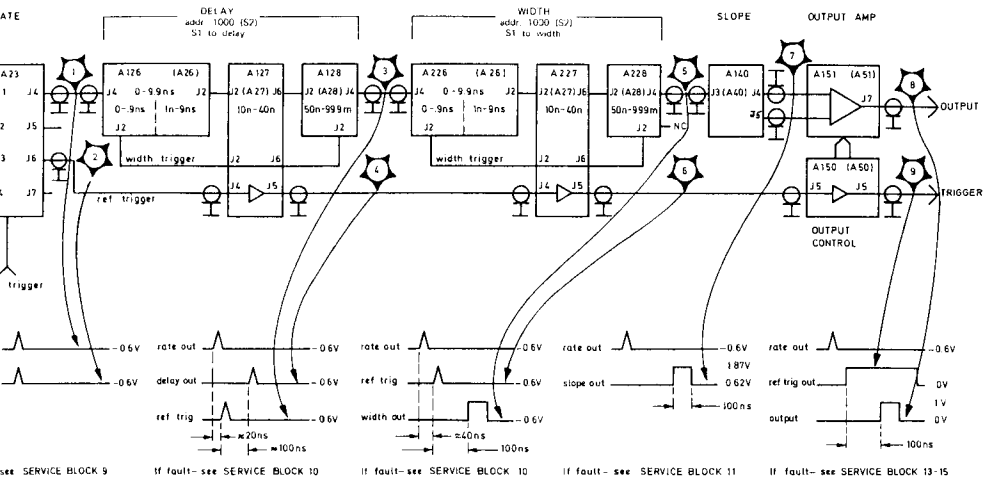 ATE
DELAY
addr. 1000 (S2)
S1 to delay
WIDTH
addr. 1000 (S2)
S1 to width
SLOPE
OUTPUT AMP
A23
1
J4
2
J5
3
J6
J7
1
2
A126 (A26)
J4 0-9.9ns J2
0-.9ns 1n-9ns
J2
A127
J2 (A27) J6
10n-40n
J2 J6
J4 J5
A128
J2 (A28) J4
50n-999m
J2
3
4
width trigger
ref trigger
A226 (A26)
J4 0-9.9ns J2
0-.9ns 1n-9ns
J2
A227
J2 (A27) J6
10n-40n
J2 J6
J4 J5
A228
J2 (A28) J4
50n-999m
J2
NC
width trigger
5
6
A140
J3 (A40) J4
J5
7
A151 (A51)
J7
8
OUTPUT
A150 (A50)
J5 J5
9
TRIGGER
OUTPUT
CONTROL
trigger
-0.6V
-0.6V
rate out -0.6V
delay out -0.6V
ref trig -0.6V
≈20ns
≈100ns
rate out -0.6V
ref trig -0.6V
width out -0.6V
≈40ns
100ns
rate out -0.6V
1.87V
slope out 0.62V
100ns
rate out -0.6V
ref trig out 0V
1V
output 0V
100ns
see SERVICE BLOCK 9
If fault- see SERVICE BLOCK 10
If fault- see SERVICE BLOCK 10
If fault- see SERVICE BLOCK 11
If fault- see SERVICE BLOCK 13-15